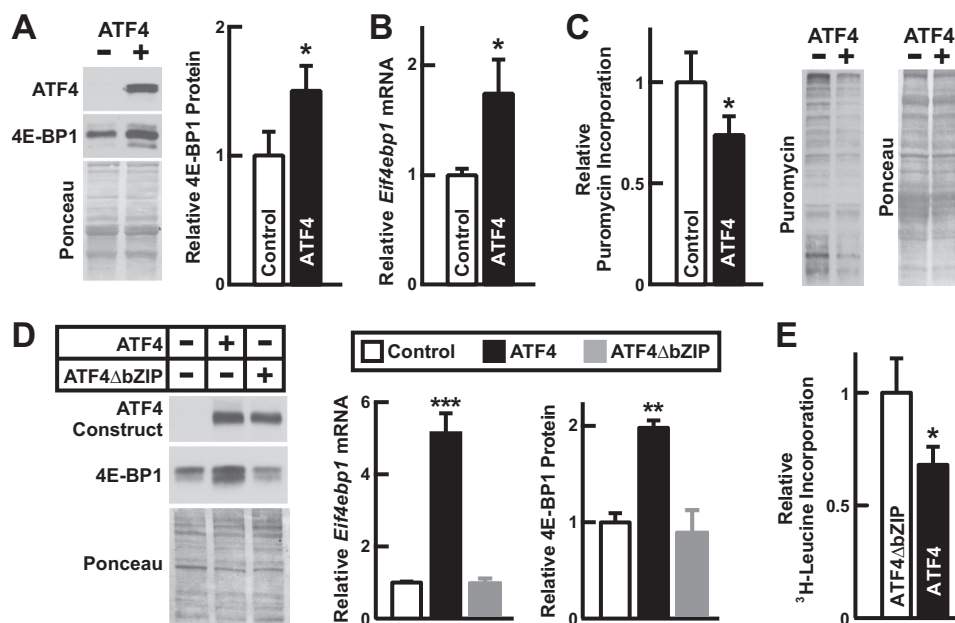 A
ATF4
− +
ATF4
4E-BP1
Ponceau
Relative 4E-BP1 Protein
2
1
0
*
Control
ATF4
B
Relative Eif4ebp1 mRNA
2
1
0
*
Control
ATF4
C
Relative
Puromycin Incorporation
1
0.5
0
*
Control
ATF4
ATF4
− +
Puromycin
ATF4
− +
Ponceau
D
ATF4 − + −
ATF4ΔbZIP − − +
ATF4
Construct
4E-BP1
Ponceau
Control ATF4 ATF4ΔbZIP
Relative Eif4ebp1 mRNA
6
4
2
0
***
Relative 4E-BP1 Protein
2
1
0
**
E
Relative
³H-Leucine Incorporation
1
0.5
0
*
ATF4ΔbZIP
ATF4